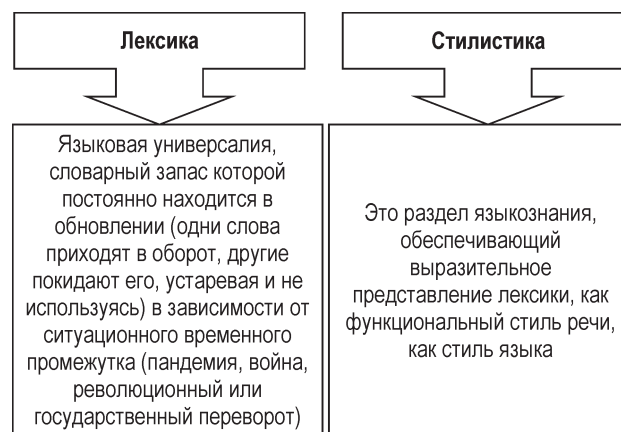 Лексика
Языковая универсалия,
словарный запас которой
постоянно находится в
обновлении (одни слова
приходят в оборот, другие
покидают его, устаревая и не
используясь) в зависимости от
ситуационного временного
промежутка (пандемия, война,
революционный или
государственный переворот)
Стилистика
Это раздел языкознания,
обеспечивающий
выразительное
представление лексики, как
функциональный стиль речи,
как стиль языка